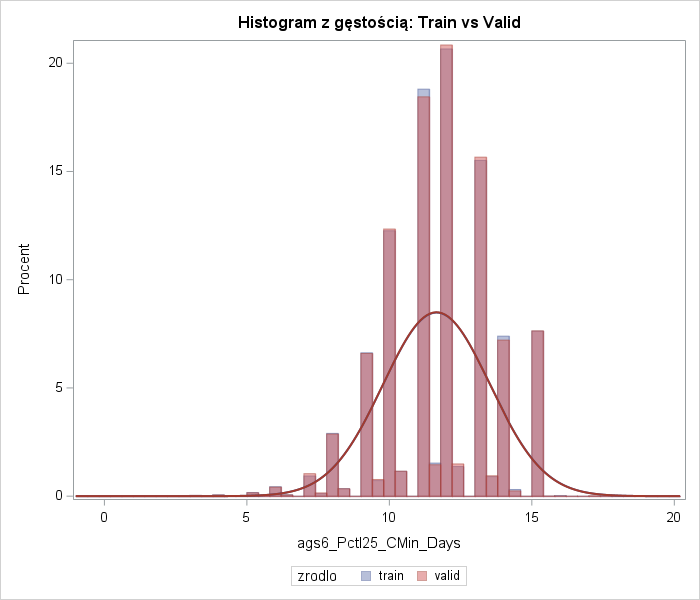 Histogram z gęstością: Train vs Valid
20
15
10
5
0
Procent
0 5 10 15 20
ags6_Pctl25_CMin_Days
zrodlo train valid